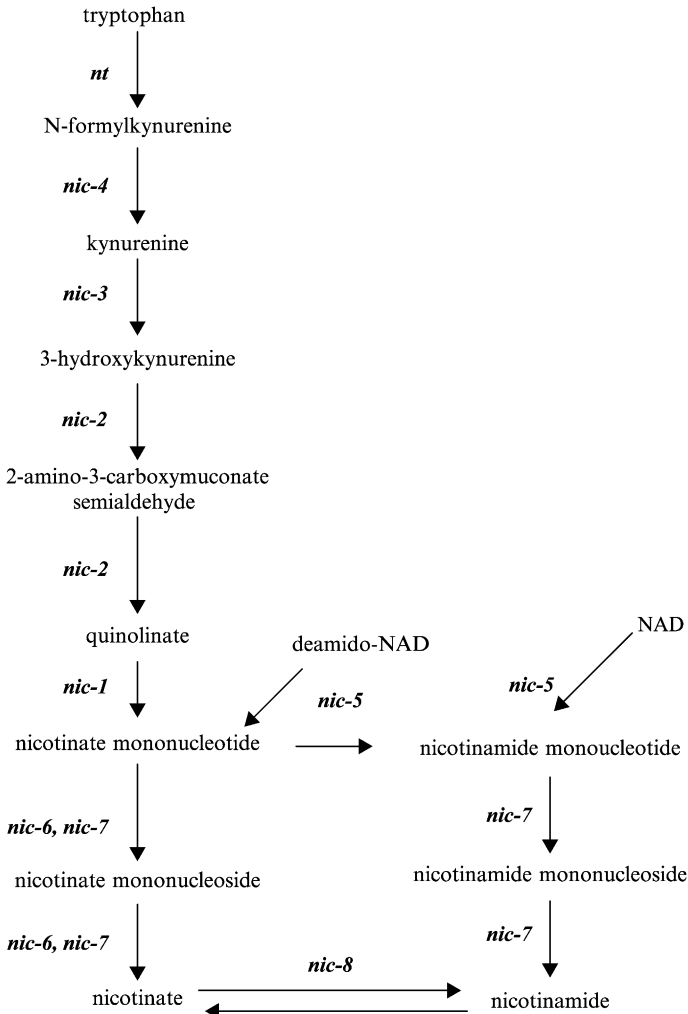 tryptophan
nt
N-formylkynurenine
nic-4
kynurenine
nic-3
3-hydroxykynurenine
nic-2
2-amino-3-carboxymuconate
semialdehyde
nic-2
quinolinate
deamido-NAD
NAD
nic-1
nic-5
nic-5
nicotinate mononucleotide
nicotinamide monoucleotide
nic-6, nic-7
nic-7
nicotinate mononucleoside
nicotinamide mononucleoside
nic-6, nic-7
nic-7
nic-8
nicotinate
nicotinamide